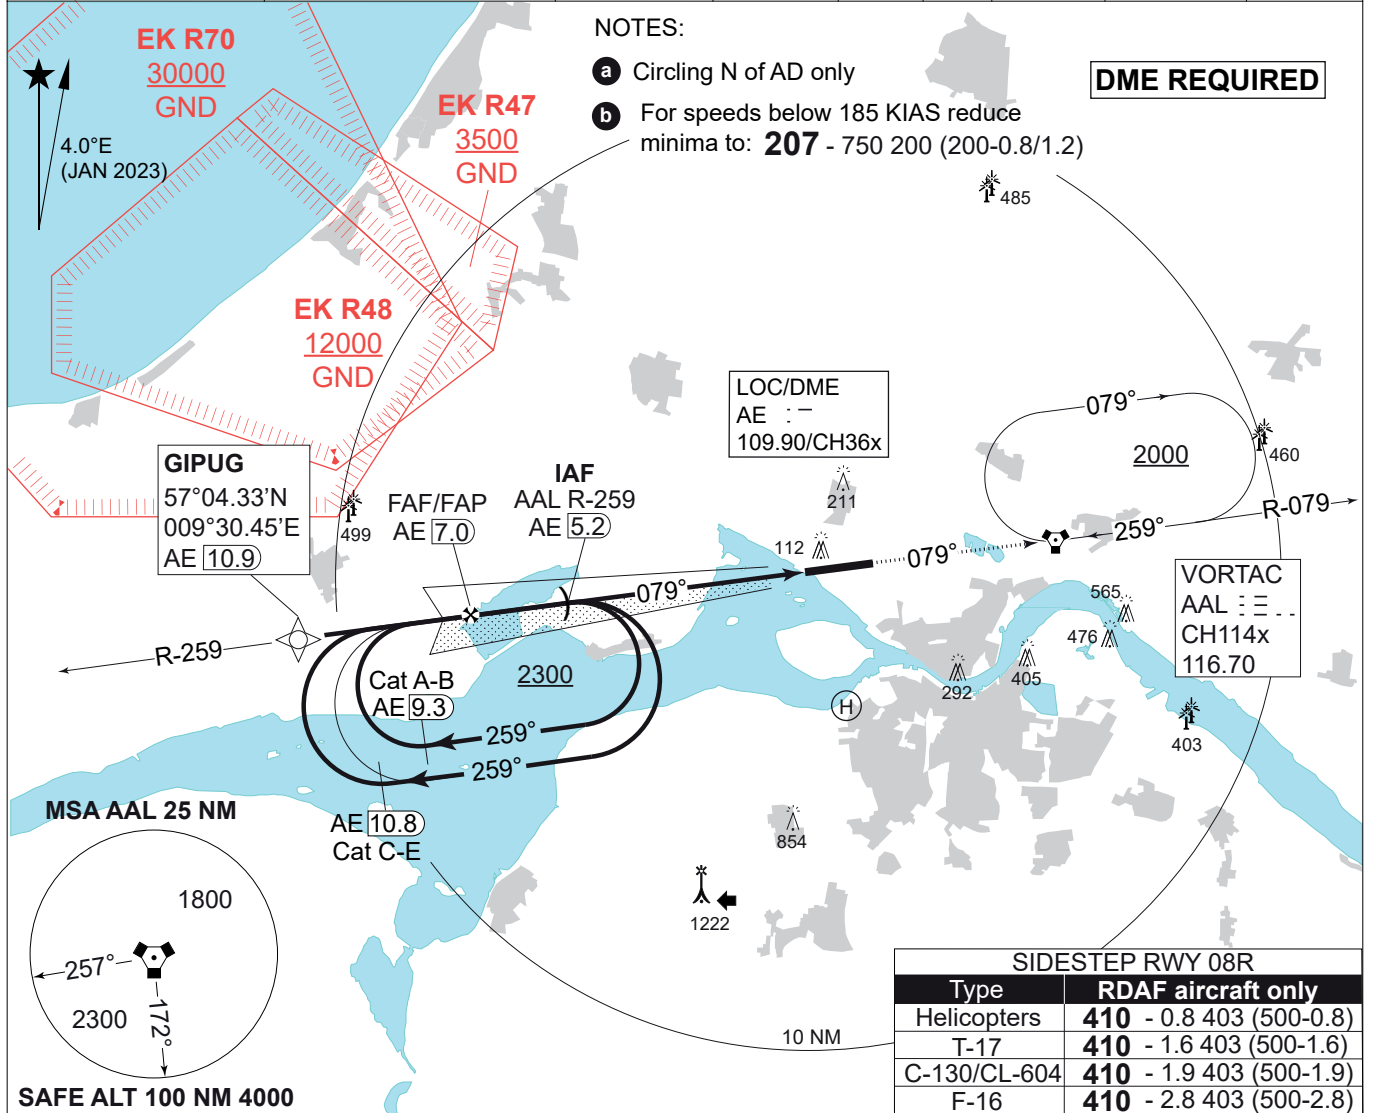 NOTES:
a Circling N of AD only
b For speeds below 185 KIAS reduce
minima to: 207 - 750 200 (200-0.8/1.2)
DME REQUIRED
EK R70
30000
GND
EK R47
3500
GND
4.0°E
(JAN 2023)
485
EK R48
12000
GND
LOC/DME
AE
109.90/CH36x
079°
2000
460
GIPUG
57°04.33'N
009°30.45'E
AE 10.9
499
FAF/FAP
AE 7.0
IAF
AAL R-259
AE 5.2
211
112
R-079
259°
079°
079°
VORTAC
AAL
CH114x
116.70
565
476
R-259
Cat A-B
AE 9.3
2300
292
405
H
403
259°
259°
AE 10.8
Cat C-E
MSA AAL 25 NM
1800
257°
2300
172°
SAFE ALT 100 NM 4000
854
1222
10 NM
SIDESTEP RWY 08R
Type RDAF aircraft only
Helicopters 410 - 0.8 403 (500-0.8)
T-17 410 - 1.6 403 (500-1.6)
C-130/CL-604 410 - 1.9 403 (500-1.9)
F-16 410 - 2.8 403 (500-2.8)